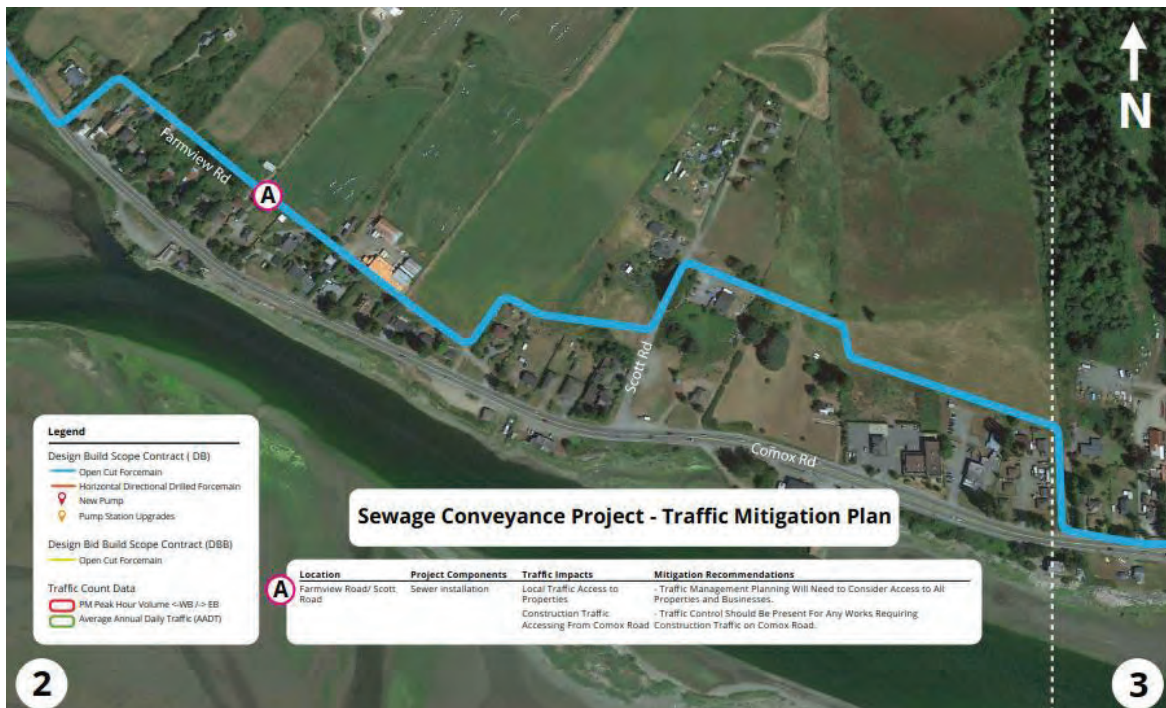 N
Farmview Rd
A
Scott Rd
Comox Rd
Legend
Design Build Scope Contract ( DB)
Open Cut Forcemain
Horizontal Directional Drilled Forcemain
New Pump
Pump Station Upgrades
Design Bid Build Scope Contract (DBB)
Open Cut Forcemain
Traffic Count Data
PM Peak Hour Volume <-WB /-> EB
Average Annual Daily Traffic (AADT)
Sewage Conveyance Project - Traffic Mitigation Plan
Location Project Components Traffic Impacts Mitigation Recommendations
A Farmview Road/ Scott Sewer installation Local Traffic Access to - Traffic Management Planning Will Need to Consider Access to All
Road Properties Properties and Businesses.
Construction Traffic - Traffic Control Should Be Present For Any Works Requiring
Accessing From Comox Road Construction Traffic on Comox Road.
2
3